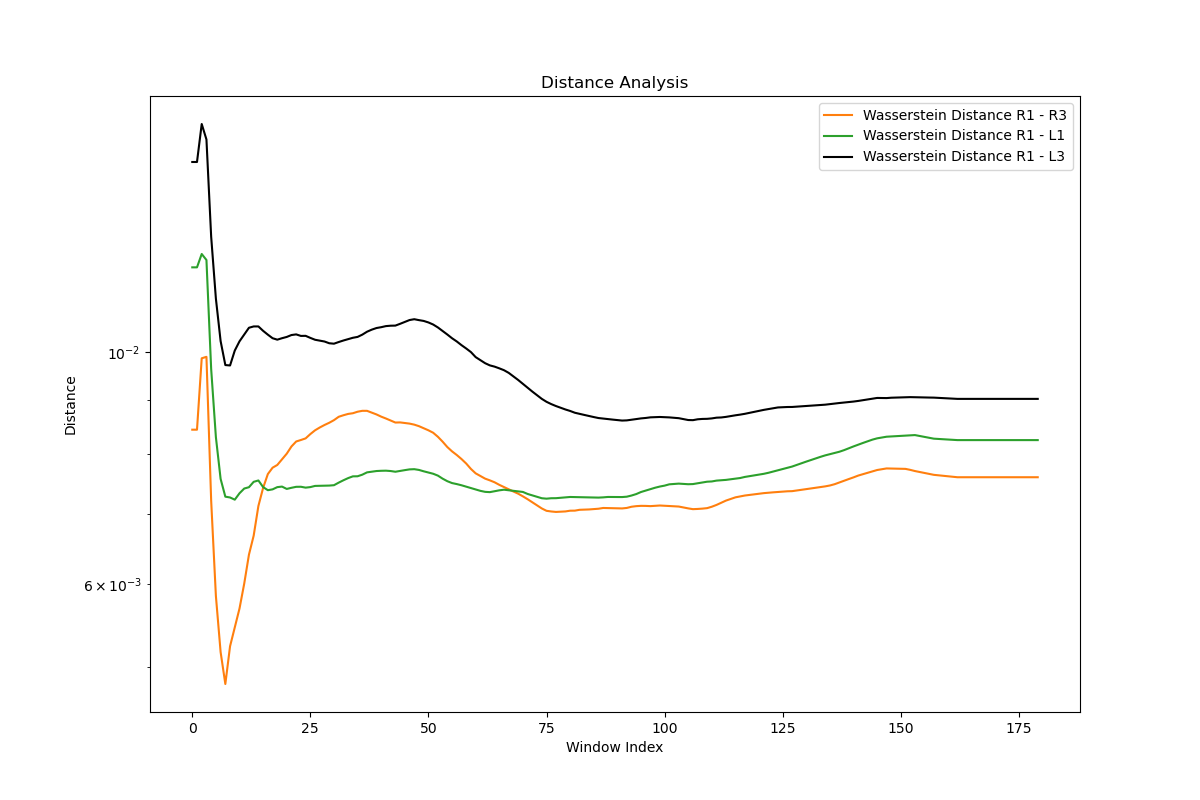 Distance Analysis
Wasserstein Distance R1 - R3
Wasserstein Distance R1 - L1
Wasserstein Distance R1 - L3
10⁻²
6 × 10⁻³
Distance
0 25 50 75 100 125 150 175
Window Index